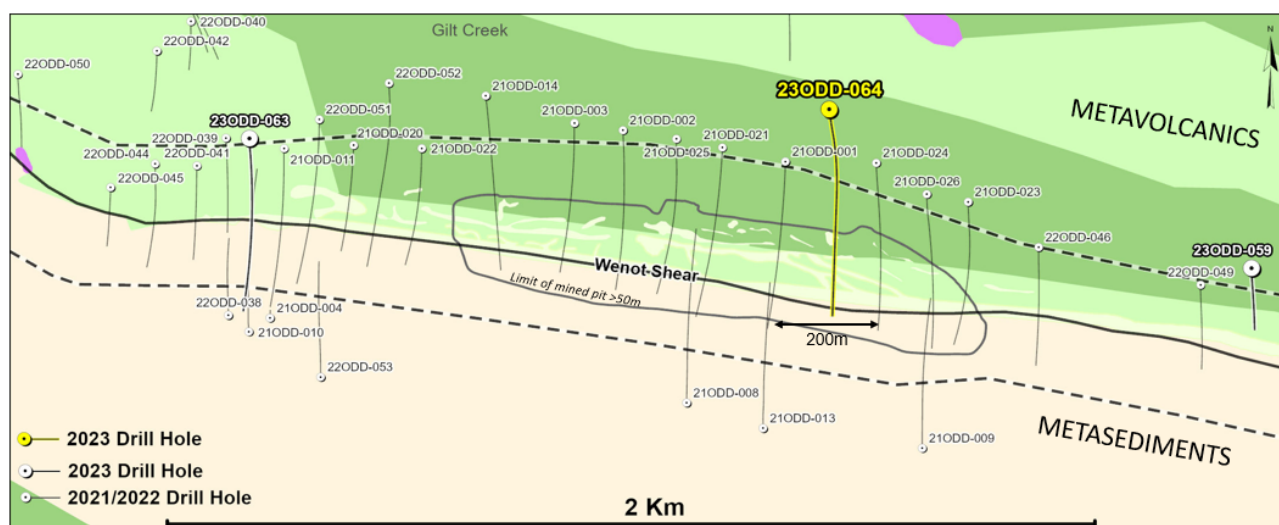 22ODD-040
Gilt Creek
N
22ODD-042
22ODD-050
22ODD-052
21ODD-014
23ODD-064
METAVOLCANICS
22ODD-051
21ODD-003
21ODD-002
23ODD-063
22ODD-039
21ODD-020
21ODD-021
22ODD-044
22ODD-041
21ODD-011
21ODD-022
21ODD-025
21ODD-001
21ODD-024
22ODD-045
21ODD-026
21ODD-023
22ODD-046
23ODD-059
Wenot Shear
22ODD-049
Limit of mined pit >50m
22ODD-038
21ODD-004
21ODD-010
200m
22ODD-053
21ODD-008
21ODD-013
METASEDIMENTS
21ODD-009
2023 Drill Hole
2023 Drill Hole
2021/2022 Drill Hole
2 Km